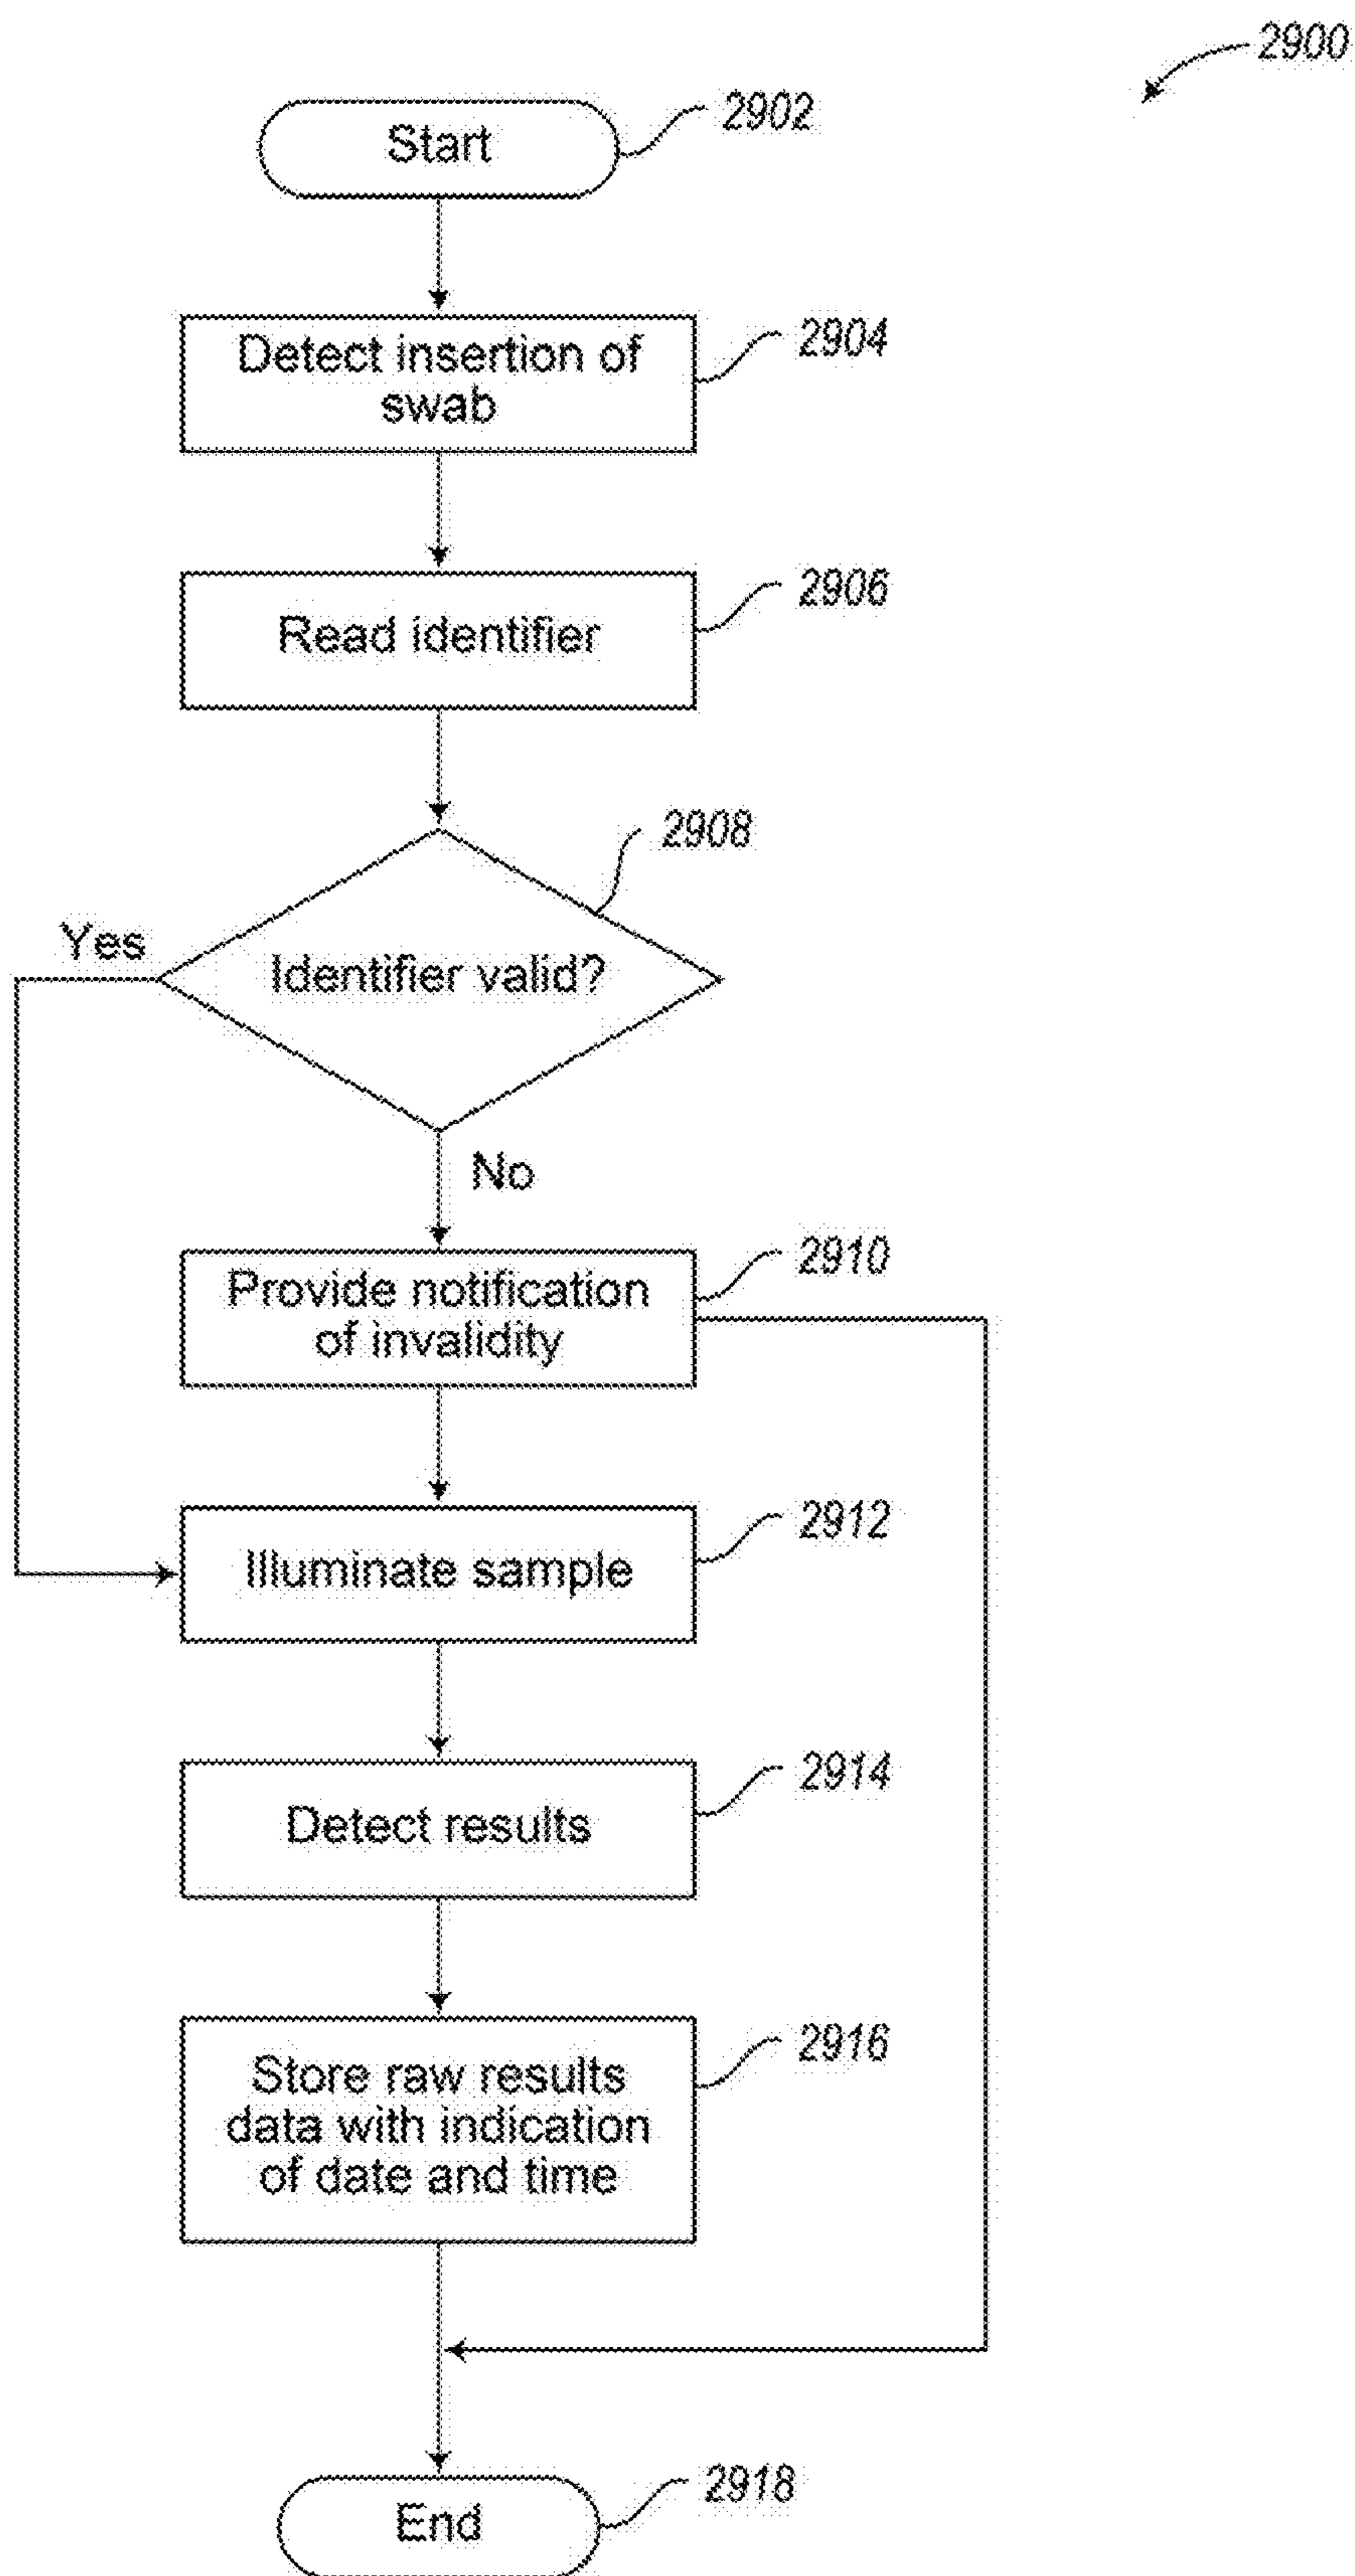 2900
Start
2902
Detect insertion of
swab
2904
Read identifier
2906
2908
Yes
Identifier valid?
No
Provide notification
of invalidity
2910
Illuminate sample
2912
Detect results
2914
Store raw results
data with indication
of date and time
2916
End
2918